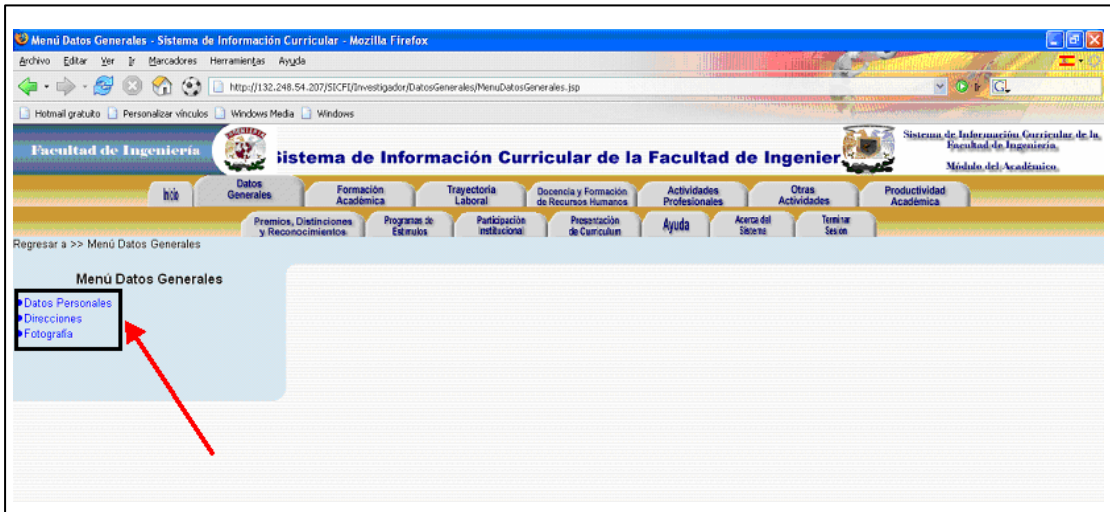 Menú Datos Generales - Sistema de Información Curricular - Mozilla Firefox
Archivo Editar Ver Ir Marcadores Herramientas Ayuda
http://132.248.54.207/SICFI/Investigador/DatosGenerales/MenuDatosGenerales.jsp
Ir
Hotmail gratuito Personalizar vínculos Windows Media Windows
Facultad de Ingeniería
istema de Información Curricular de la Facultad de Ingenier
Sistema de Información Curricular de la
Facultad de Ingeniería
Módulo del Académico
Inicio
Datos
Generales
Formación
Académica
Trayectoria
Laboral
Docencia y Formación
de Recursos Humanos
Actividades
Profesionales
Otras
Actividades
Productividad
Académica
Premios, Distinciones
y Reconocimientos
Programas de
Estímulos
Participación
Institucional
Presentación
de Curriculum
Ayuda
Acerca del
Sistema
Terminar
Sesión
Regresar a >> Menú Datos Generales
Menú Datos Generales
Datos Personales
Direcciones
Fotografía